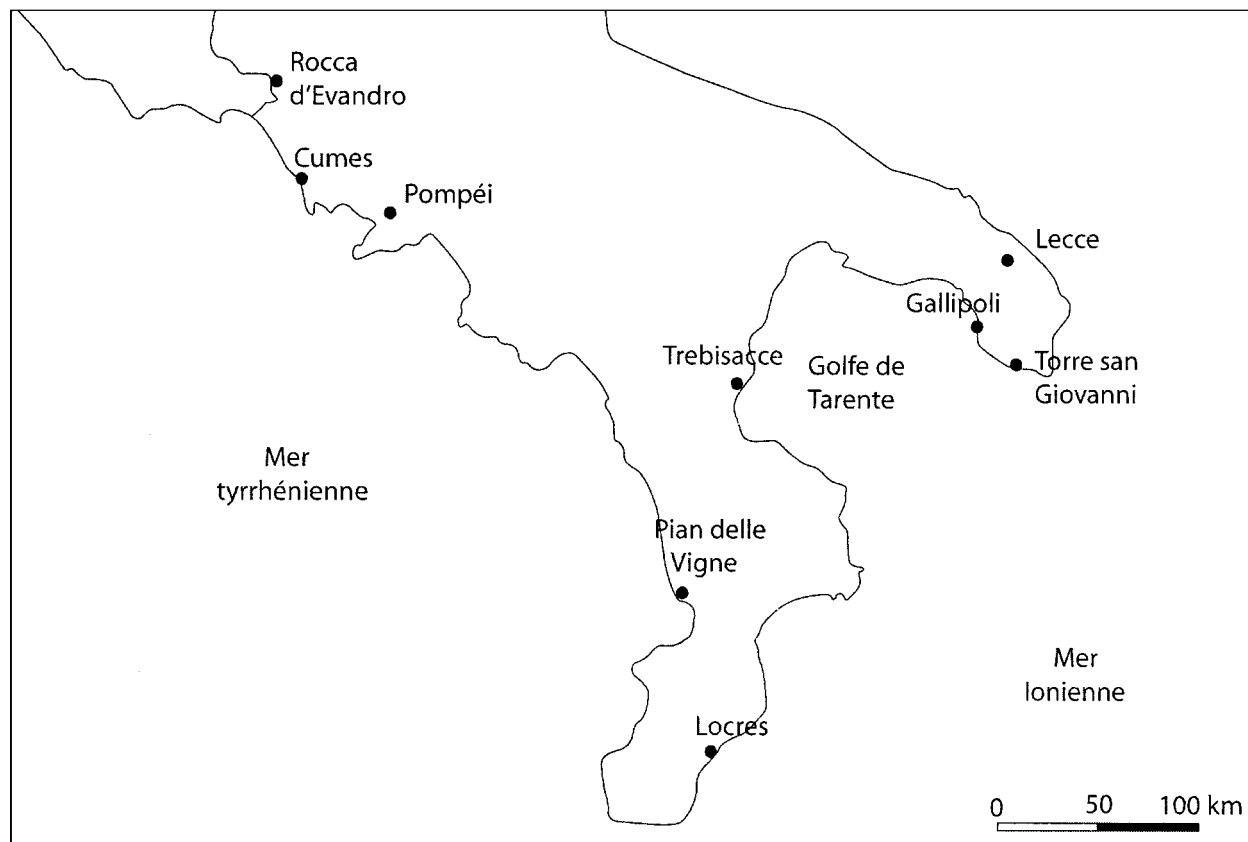 Rocca
d'Evandro
Cumes
Pompéi
Lecce
Gallipoli
Trebisacce
Golfe de
Tarente
Torre san
Giovanni
Mer
tyrrhénienne
Pian delle
Vigne
Mer
Ionienne
Locres
0 50 100 km